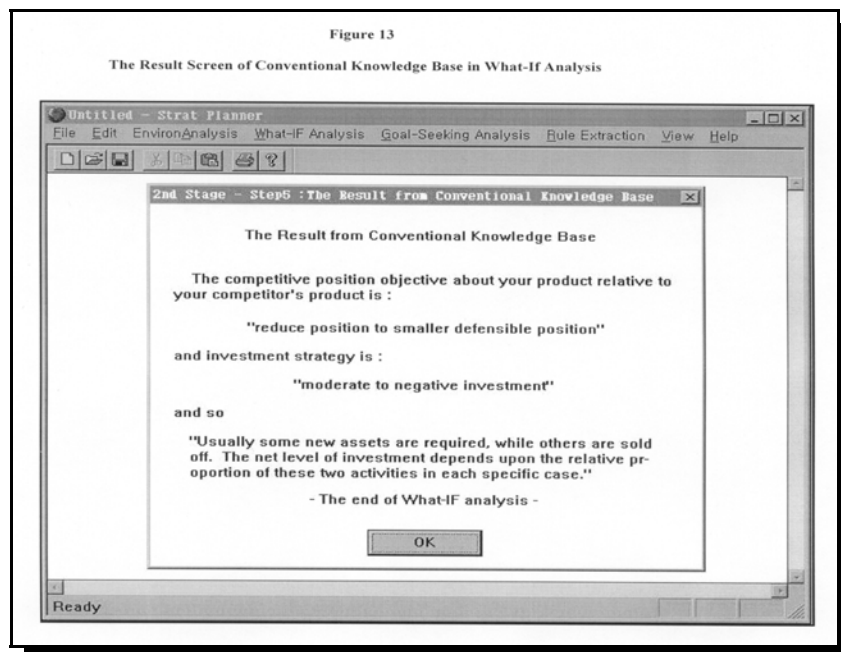 Figure 13
The Result Screen of Conventional Knowledge Base in What-If Analysis
Untitled - Strat Planner
File Edit EnvironAnalysis What-IF Analysis Goal-Seeking Analysis Rule Extraction View Help
2nd Stage - Step5 :The Result from Conventional Knowledge Base
The Result from Conventional Knowledge Base
The competitive position objective about your product relative to
your competitor's product is :
"reduce position to smaller defensible position"
and investment strategy is :
"moderate to negative investment"
and so
"Usually some new assets are required, while others are sold
off. The net level of investment depends upon the relative pr-
oportion of these two activities in each specific case."
- The end of What-IF analysis -
OK
Ready